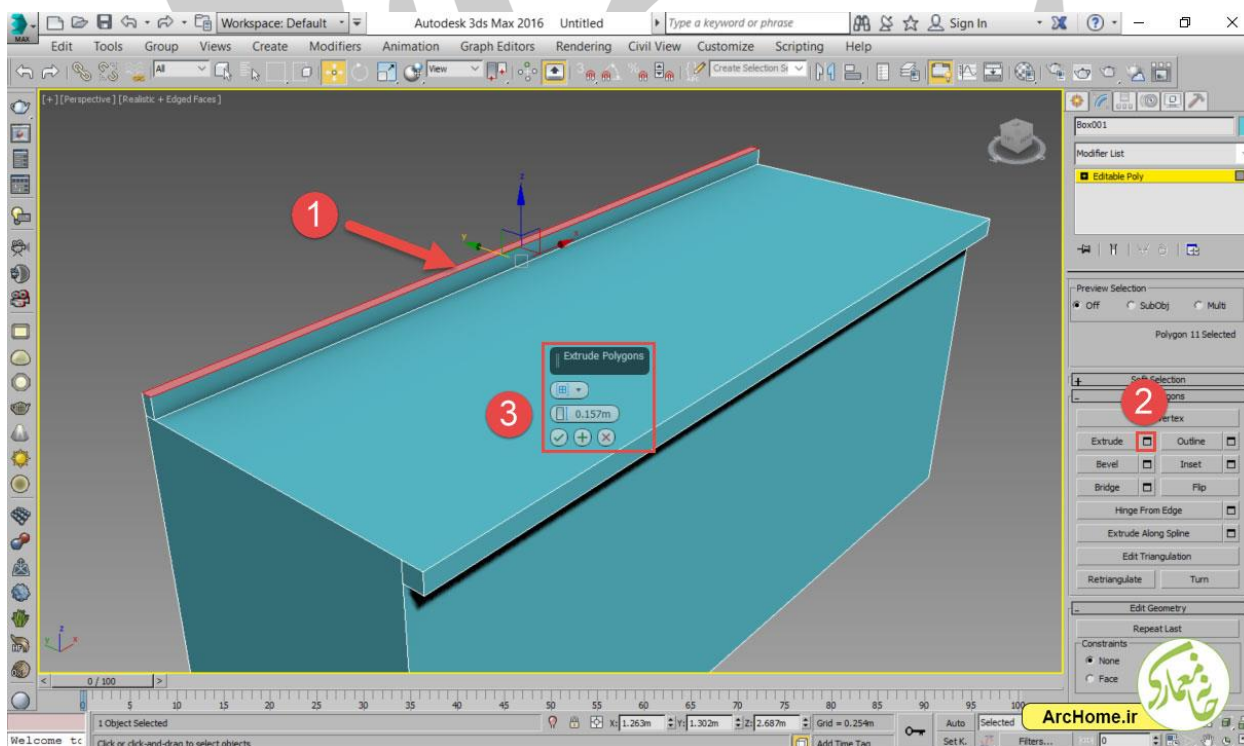 MAX
Workspace: Default
Autodesk 3ds Max 2016 Untitled
Type a keyword or phrase
Sign In
Edit Tools Group Views Create Modifiers Animation Graph Editors Rendering Civil View Customize Scripting Help
All
View
3
Create Selection Se
[+][Perspective][Realistic + Edged Faces]
Box001
Modifier List
Editable Poly
Preview Selection
Off SubObj Multi
Polygon 11 Selected
1
z
y
x
Extrude Polygons
0.157m
3
2
Extrude Outline
Bevel Inset
Bridge Flip
Hinge From Edge
Extrude Along Spline
Edit Triangulation
Retriangulate Turn
Edit Geometry
Repeat Last
Constraints
None
Face
z
y x
0 / 100
0 5 10 15 20 25 30 35 40 45 50 55 60 65 70 75 80 85 90 95 100
1 Object Selected
X: 1.263m Y: 1.302m Z: 2.687m Grid = 0.254m
Auto Selected
Welcome to
Click or click-and-drag to select objects
Add Time Tag
Set K. Filters... 0
ArcHome.ir